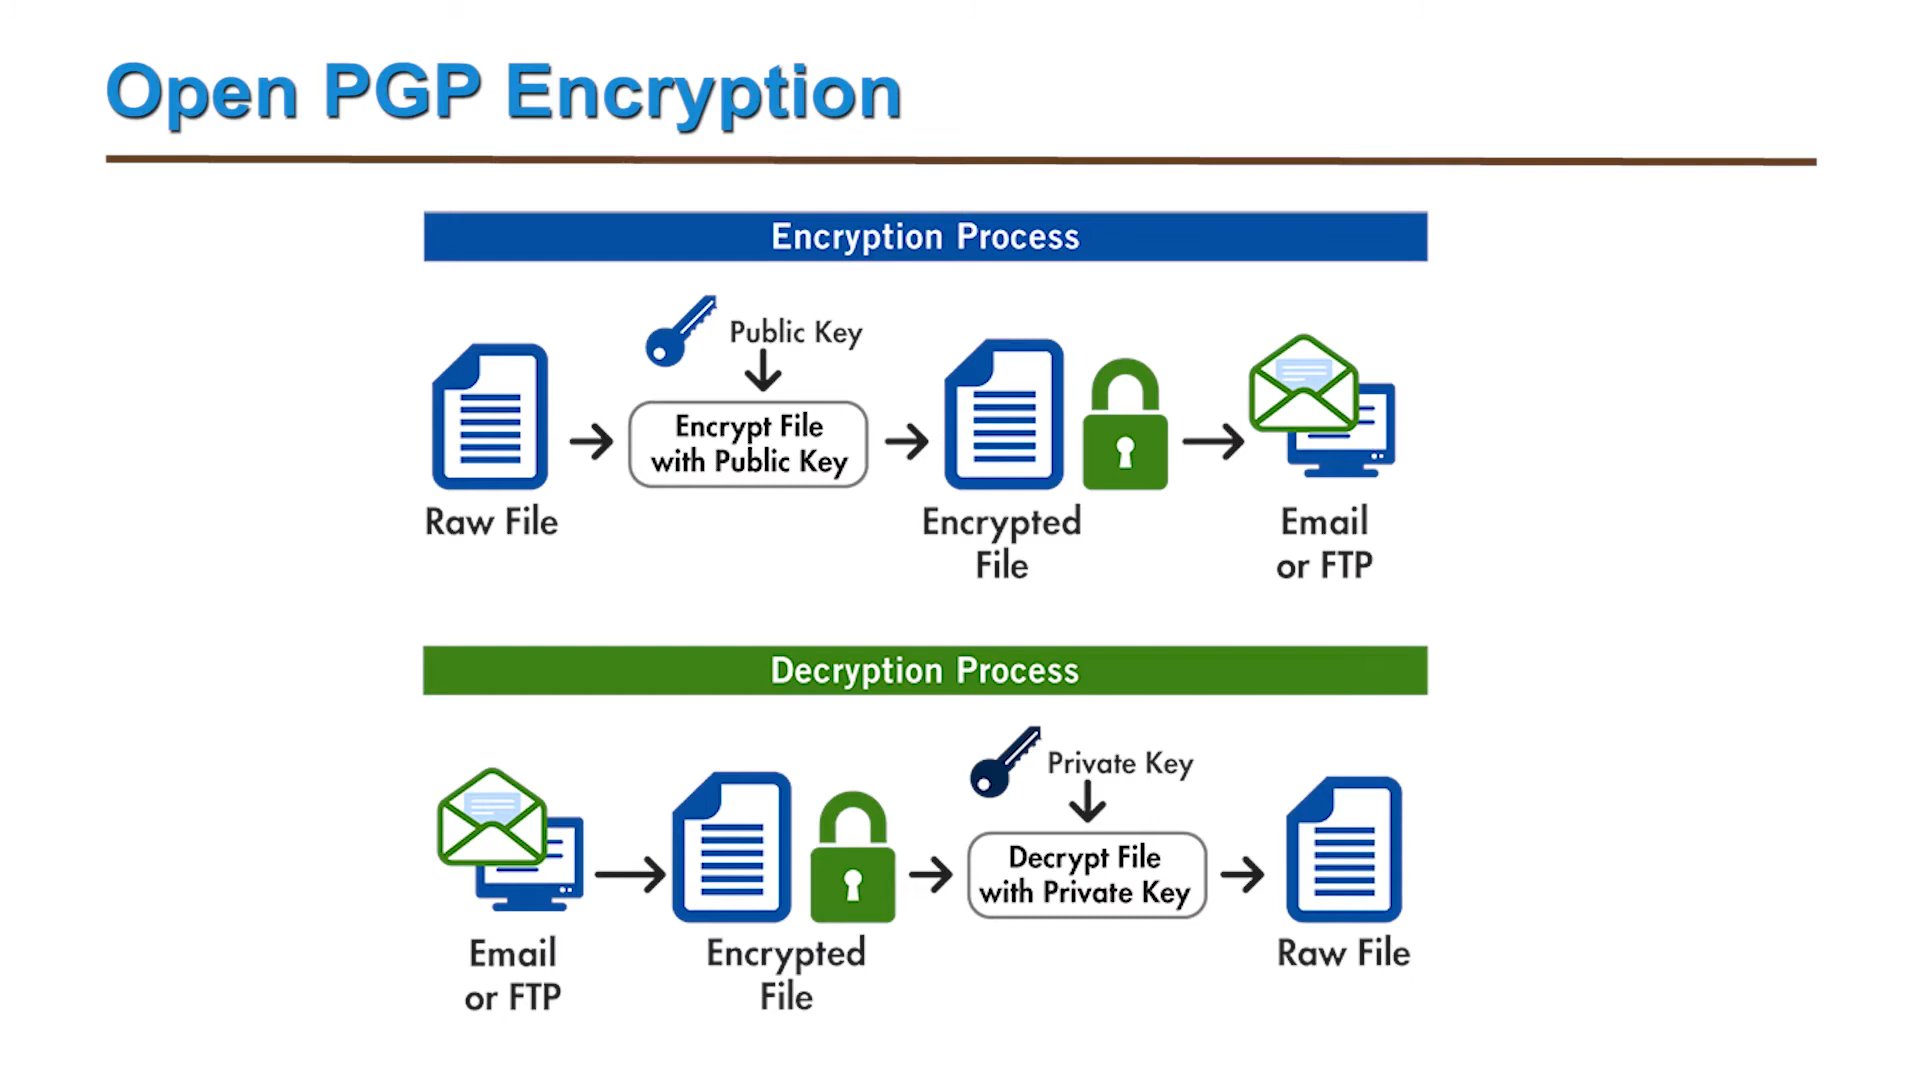 Open PGP Encryption
Encryption Process
Public Key
Encrypt File
with Public Key
Raw File
Encrypted
File
Email
or FTP
Decryption Process
Private Key
Decrypt File
with Private Key
Email
or FTP
Encrypted
File
Raw File